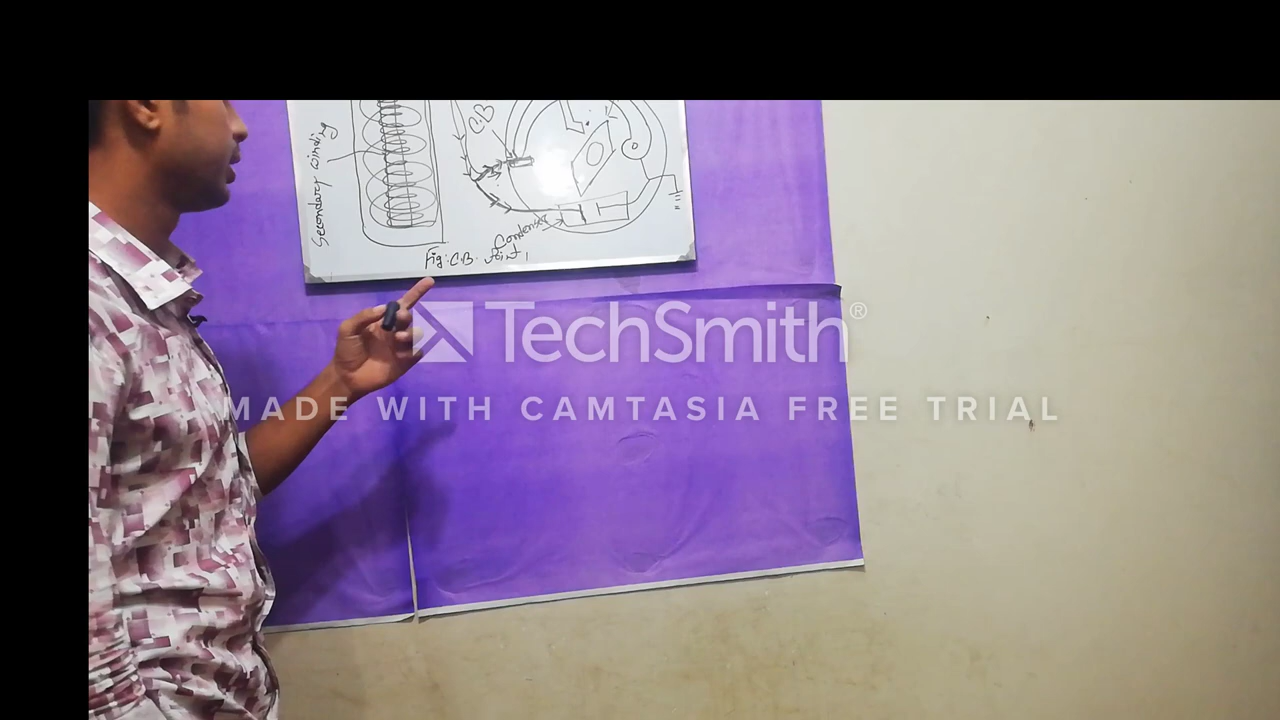 Secondary winding
C.B
Condenser
Fig: C.B. Point
TechSmith®
MADE WITH CAMTASIA FREE TRIAL